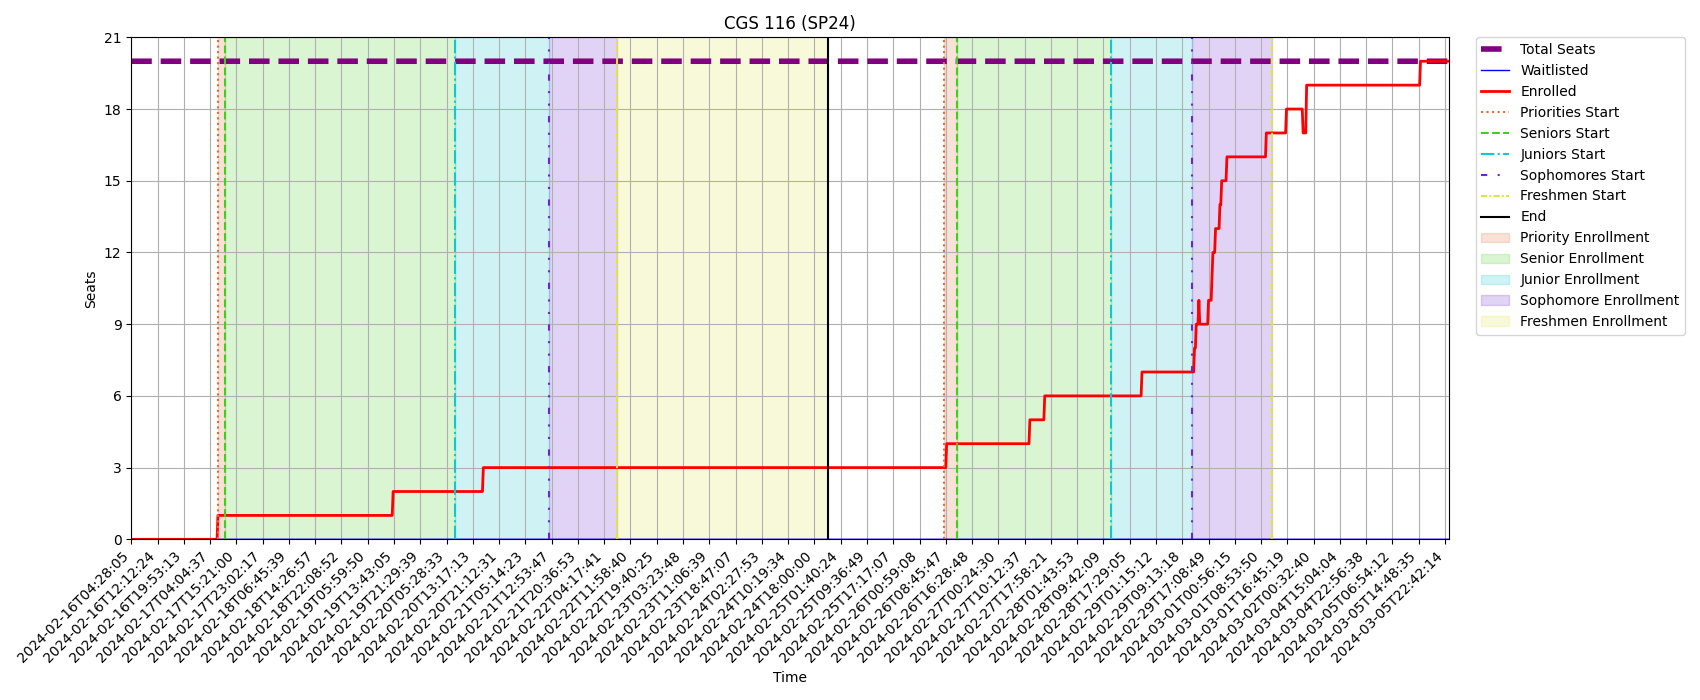 CGS 116 (SP24)
21
18
15
12
9
6
3
0
Seats
2024-02-16T04:28:05
2024-02-16T12:12:24
2024-02-16T19:53:13
2024-02-17T04:04:37
2024-02-17T15:21:00
2024-02-17T23:02:17
2024-02-18T06:45:39
2024-02-18T14:26:57
2024-02-18T22:08:52
2024-02-19T05:59:50
2024-02-19T13:43:05
2024-02-19T21:29:39
2024-02-20T05:28:33
2024-02-20T13:17:13
2024-02-20T21:12:31
2024-02-21T05:14:23
2024-02-21T12:53:47
2024-02-21T20:36:53
2024-02-22T04:17:41
2024-02-22T11:58:40
2024-02-22T19:40:25
2024-02-23T03:23:48
2024-02-23T11:06:39
2024-02-23T18:47:07
2024-02-24T02:27:53
2024-02-24T10:19:34
2024-02-24T18:00:00
2024-02-25T01:40:24
2024-02-25T09:36:49
2024-02-25T17:17:07
2024-02-26T00:59:08
2024-02-26T08:45:47
2024-02-26T16:28:48
2024-02-27T00:24:30
2024-02-27T10:12:37
2024-02-27T17:58:21
2024-02-28T01:43:53
2024-02-28T09:42:09
2024-02-28T17:29:05
2024-02-29T01:15:12
2024-02-29T09:13:18
2024-02-29T17:08:49
2024-03-01T00:56:15
2024-03-01T08:53:50
2024-03-01T16:45:19
2024-03-02T00:32:40
2024-03-04T15:04:04
2024-03-04T22:56:38
2024-03-05T06:54:12
2024-03-05T14:48:35
2024-03-05T22:42:14
Time
Total Seats
Waitlisted
Enrolled
Priorities Start
Seniors Start
Juniors Start
Sophomores Start
Freshmen Start
End
Priority Enrollment
Senior Enrollment
Junior Enrollment
Sophomore Enrollment
Freshmen Enrollment